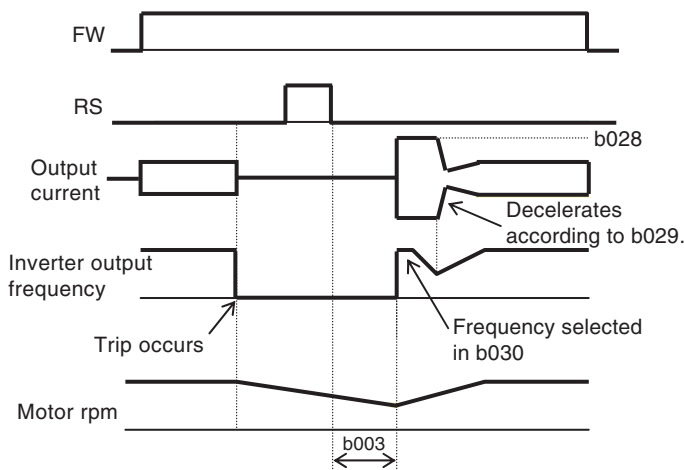 FW
RS
Output
current
b028
Decelerates
according to b029.
Inverter output
frequency
Trip occurs
Frequency selected
in b030
Motor rpm
b003